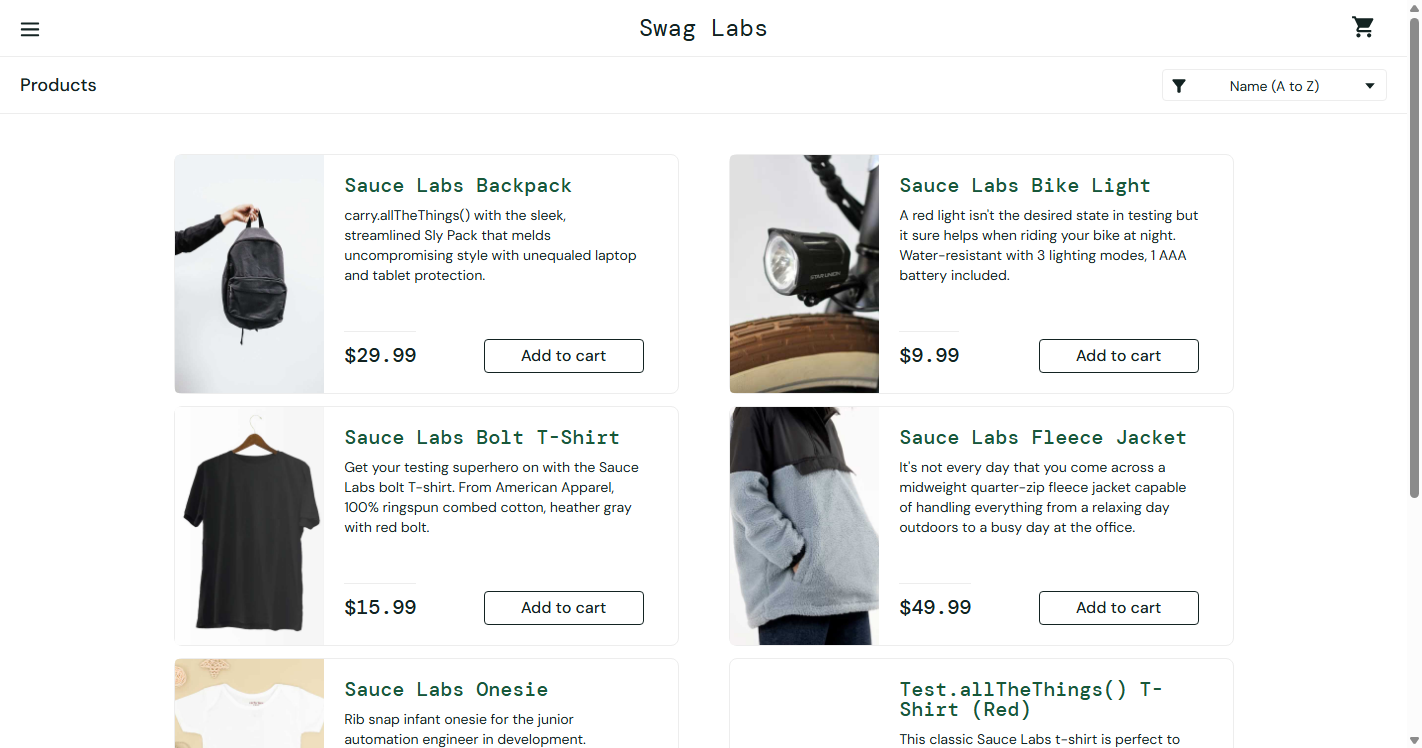 Swag Labs
Products
Name (A to Z)
Sauce Labs Backpack
carry.allTheThings() with the sleek,
streamlined Sly Pack that melds
uncompromising style with unequaled laptop
and tablet protection.
$29.99
Add to cart
Sauce Labs Bike Light
A red light isn't the desired state in testing but
it sure helps when riding your bike at night.
Water-resistant with 3 lighting modes, 1 AAA
battery included.
$9.99
Add to cart
STAR UNION
Sauce Labs Bolt T-Shirt
Get your testing superhero on with the Sauce
Labs bolt T-shirt. From American Apparel,
100% ringspun combed cotton, heather gray
with red bolt.
$15.99
Add to cart
Sauce Labs Fleece Jacket
It's not every day that you come across a
midweight quarter-zip fleece jacket capable
of handling everything from a relaxing day
outdoors to a busy day at the office.
$49.99
Add to cart
Sauce Labs Onesie
Rib snap infant onesie for the junior
automation engineer in development.
Test.allTheThings() T-
Shirt (Red)
This classic Sauce Labs t-shirt is perfect to